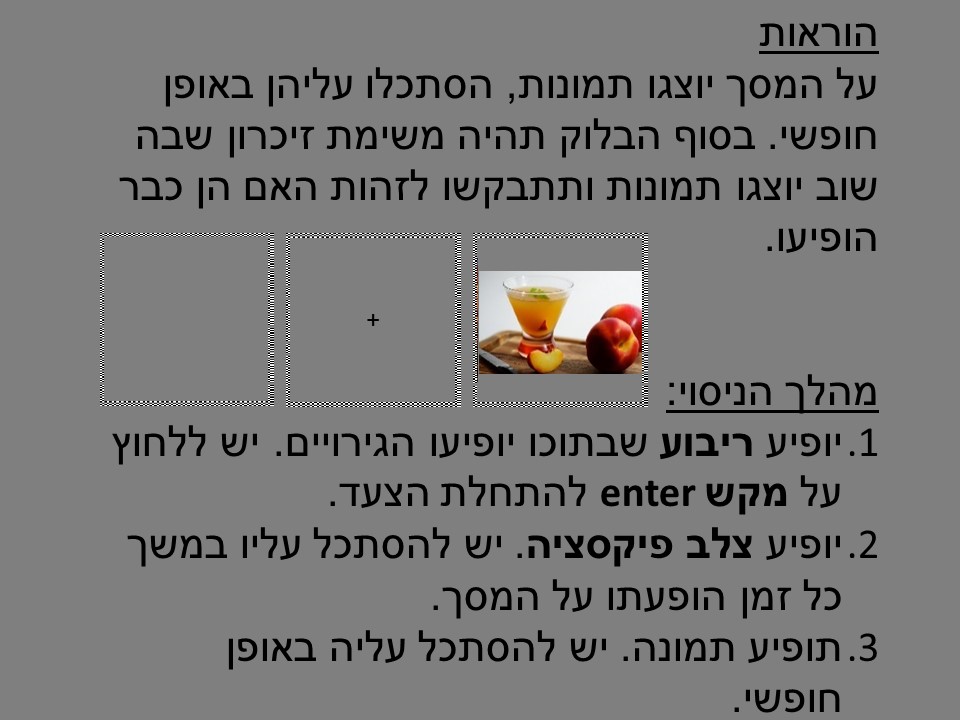 הוראות
על המסך יוצגו תמונות, הסתכלו עליהן באופן
חופשי. בסוף הבלוק תהיה משימת זיכרון שבה
שוב יוצגו תמונות ותתבקשו לזהות האם הן כבר
הופיעו.
+
מהלך הניסוי:
1. יופיע ריבוע שבתוכו יופיעו הגירויים. יש ללחוץ
על מקש enter להתחלת הצעד.
2. יופיע צלב פיקסציה. יש להסתכל עליו במשך
כל זמן הופעתו על המסך.
3. תופיע תמונה. יש להסתכל עליה באופן
חופשי.